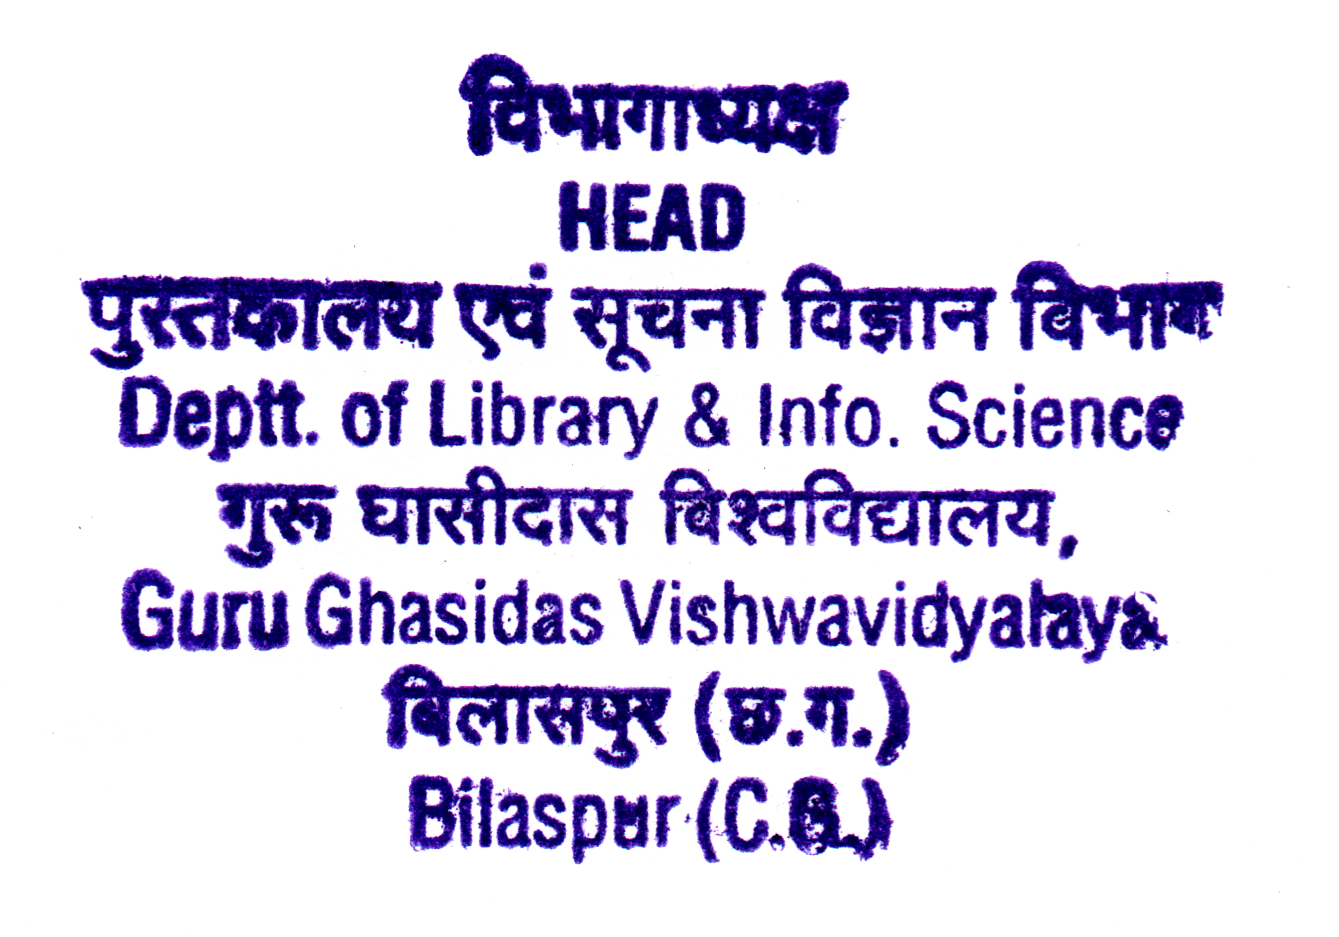 विभागाध्यक्ष
HEAD
पुस्तकालय एवं सूचना विज्ञान विभाग
Deptt. of Library & Info. Science
गुरू घासीदास विश्वविद्यालय,
Guru Ghasidas Vishwavidyalaya
बिलासपुर (छ.ग.)
Bilaspur (C.G.)